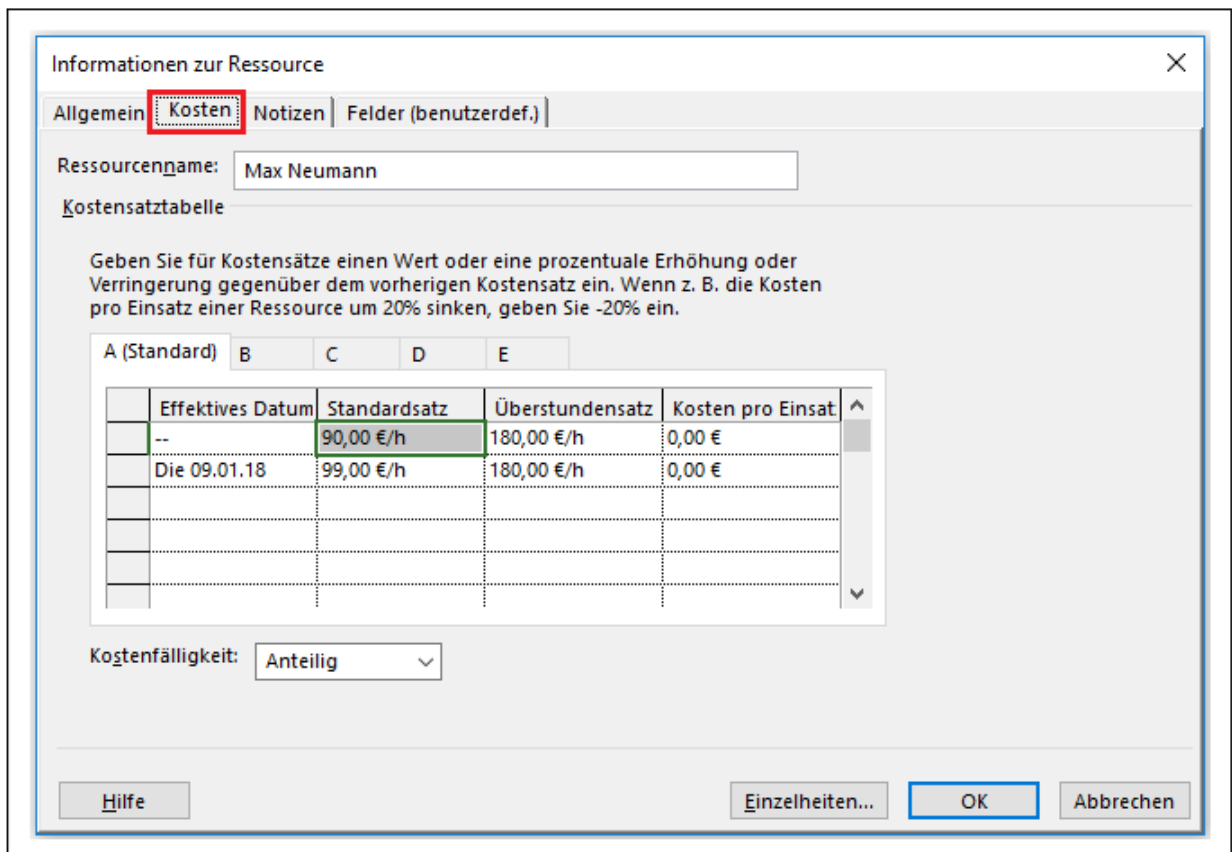 Informationen zur Ressource
Allgemein Kosten Notizen Felder (benutzerdef.)
Ressourcenname: Max Neumann
Kostensatztabelle
Geben Sie für Kostensätze einen Wert oder eine prozentuale Erhöhung oder
Verringerung gegenüber dem vorherigen Kostensatz ein. Wenn z. B. die Kosten
pro Einsatz einer Ressource um 20% sinken, geben Sie -20% ein.
A (Standard) B C D E
Effektives Datum Standardsatz Überstundensatz Kosten pro Einsat
-- 90,00 €/h 180,00 €/h 0,00 €
Die 09.01.18 99,00 €/h 180,00 €/h 0,00 €
Kostenfälligkeit: Anteilig
Hilfe Einzelheiten... OK Abbrechen